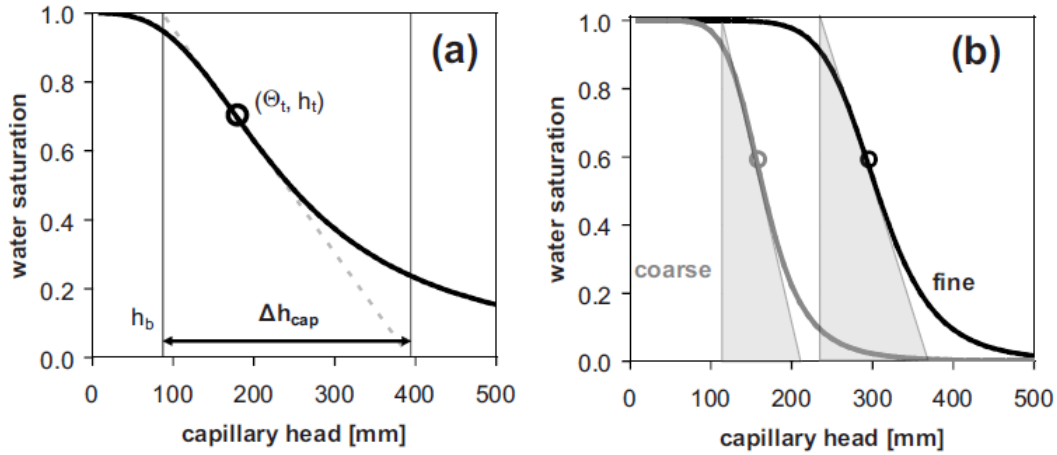 (a)
1.0
0.8
0.6
0.4
0.2
0.0
water saturation
(Θt, ht)
hb
Δhcap
0 100 200 300 400 500
capillary head [mm]
(b)
1.0
0.8
0.6
0.4
0.2
0.0
water saturation
coarse
fine
0 100 200 300 400 500
capillary head [mm]